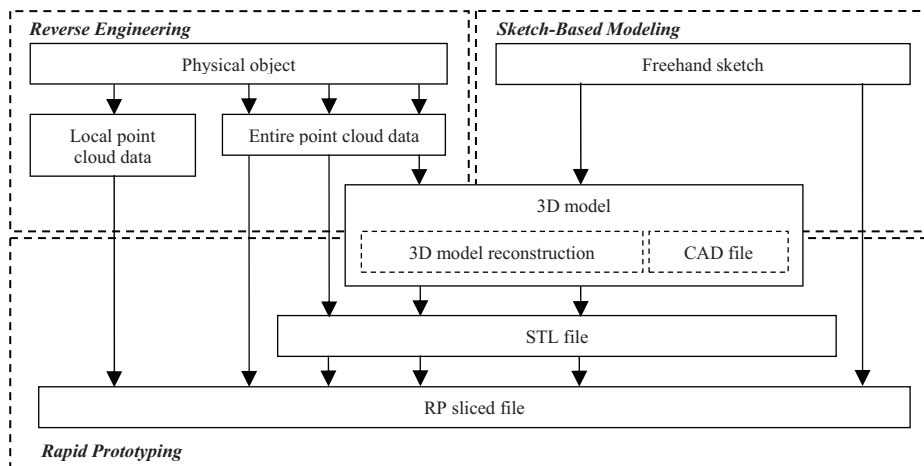 Reverse Engineering
Sketch-Based Modeling
Physical object
Freehand sketch
Local point
cloud data
Entire point cloud data
3D model
3D model reconstruction
CAD file
STL file
RP sliced file
Rapid Prototyping